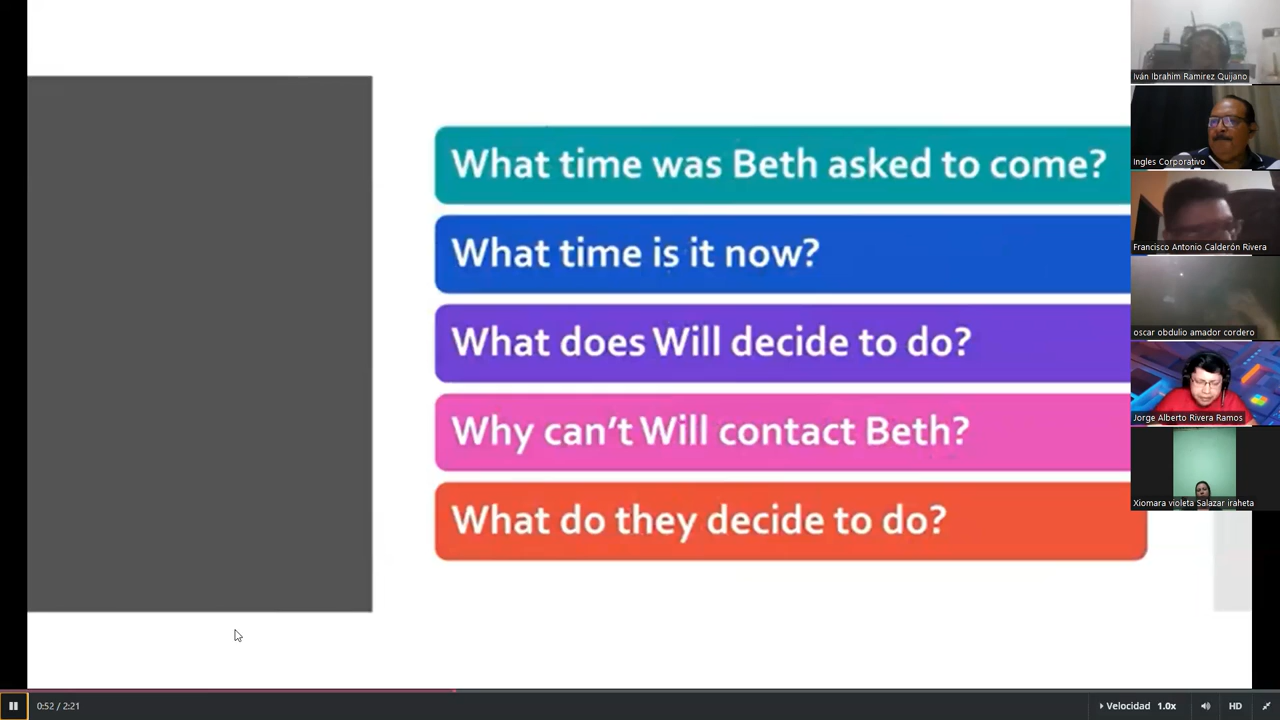 What time was Beth asked to come?
What time is it now?
What does Will decide to do?
Why can't Will contact Beth?
What do they decide to do?
Iván Ibrahim Ramirez Quijano
Ingles Corporativo
Francisco Antonio Calderón Rivera
oscar obdulio amador cordero
Jorge Alberto Rivera Ramos
Xiomara violeta Salazar iraheta
0:52 / 2:21
Velocidad 1.0x
HD